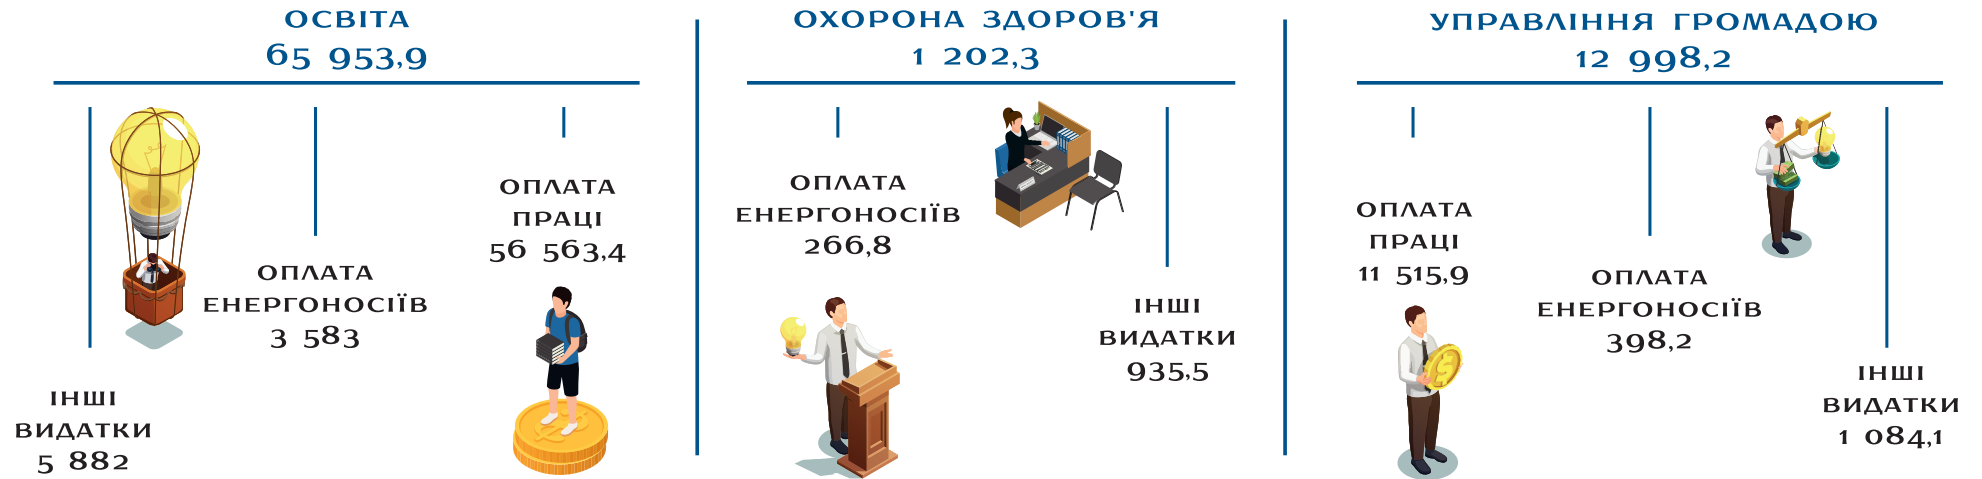 ОСВІТА
65 953,9
ІНШІ
ВИДАТКИ
5 882
ОПЛАТА
ЕНЕРГОНОСІЇВ
3 583
ОПЛАТА
ПРАЦІ
56 563,4
ОХОРОНА ЗДОРОВ'Я
1 202,3
ОПЛАТА
ЕНЕРГОНОСІЇВ
266,8
ІНШІ
ВИДАТКИ
935,5
УПРАВЛІННЯ ГРОМАДОЮ
12 998,2
ОПЛАТА
ПРАЦІ
11 515,9
ОПЛАТА
ЕНЕРГОНОСІЇВ
398,2
ІНШІ
ВИДАТКИ
1 084,1